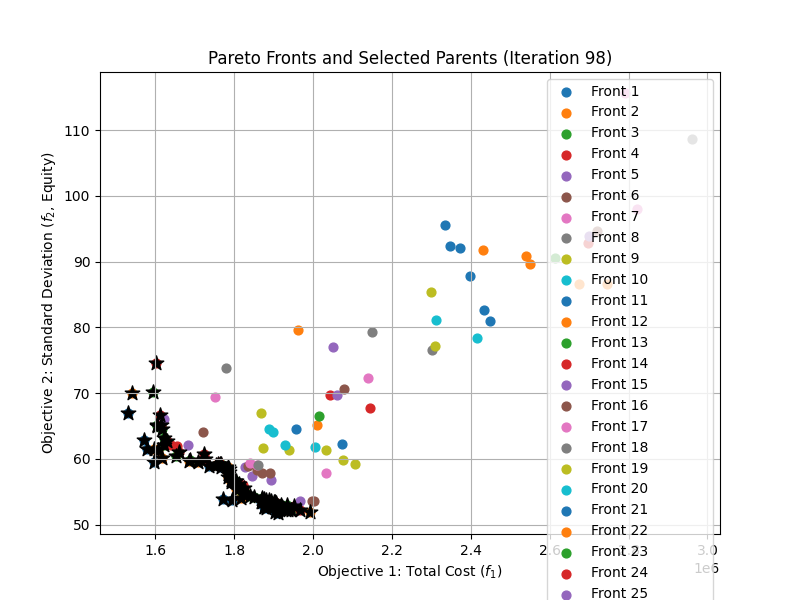 Pareto Fronts and Selected Parents (Iteration 98)
Objective 2: Standard Deviation (f₂, Equity)
110
100
90
80
70
60
50
1.6
1.8
2.0
2.2
2.4
2.6
2.8
3.0
1e6
Objective 1: Total Cost (f₁)
Front 1
Front 2
Front 3
Front 4
Front 5
Front 6
Front 7
Front 8
Front 9
Front 10
Front 11
Front 12
Front 13
Front 14
Front 15
Front 16
Front 17
Front 18
Front 19
Front 20
Front 21
Front 22
Front 23
Front 24
Front 25